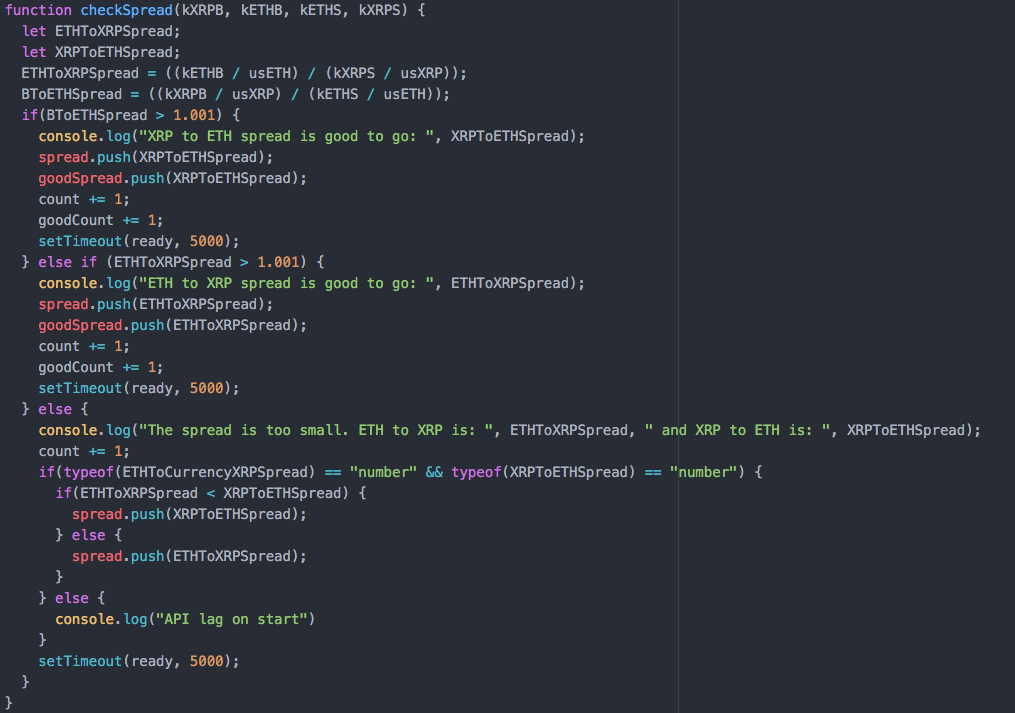 function checkSpread(kXRPB, kETHB, kETHS, kXRPS) {
  let ETHToXRPSpread;
  let XRPToETHSpread;
  ETHToXRPSpread = ((kETHB / usETH) / (kXRPS / usXRP));
  BToETHSpread = ((kXRPB / usXRP) / (kETHS / usETH));
  if(BToETHSpread > 1.001) {
    console.log("XRP to ETH spread is good to go: ", XRPToETHSpread);
    spread.push(XRPToETHSpread);
    goodSpread.push(XRPToETHSpread);
    count += 1;
    goodCount += 1;
    setTimeout(ready, 5000);
  } else if (ETHToXRPSpread > 1.001) {
    console.log("ETH to XRP spread is good to go: ", ETHToXRPSpread);
    spread.push(ETHToXRPSpread);
    goodSpread.push(ETHToXRPSpread);
    count += 1;
    goodCount += 1;
    setTimeout(ready, 5000);
  } else {
    console.log("The spread is too small. ETH to XRP is: ", ETHToXRPSpread, " and XRP to ETH is: ", XRPToETHSpread);
    count += 1;
    if(typeof(ETHToCurrencyXRPSpread) == "number" && typeof(XRPToETHSpread) == "number") {
      if(ETHToXRPSpread < XRPToETHSpread) {
        spread.push(XRPToETHSpread);
      } else {
        spread.push(ETHToXRPSpread);
      }
    } else {
      console.log("API lag on start")
    }
    setTimeout(ready, 5000);
  }
}